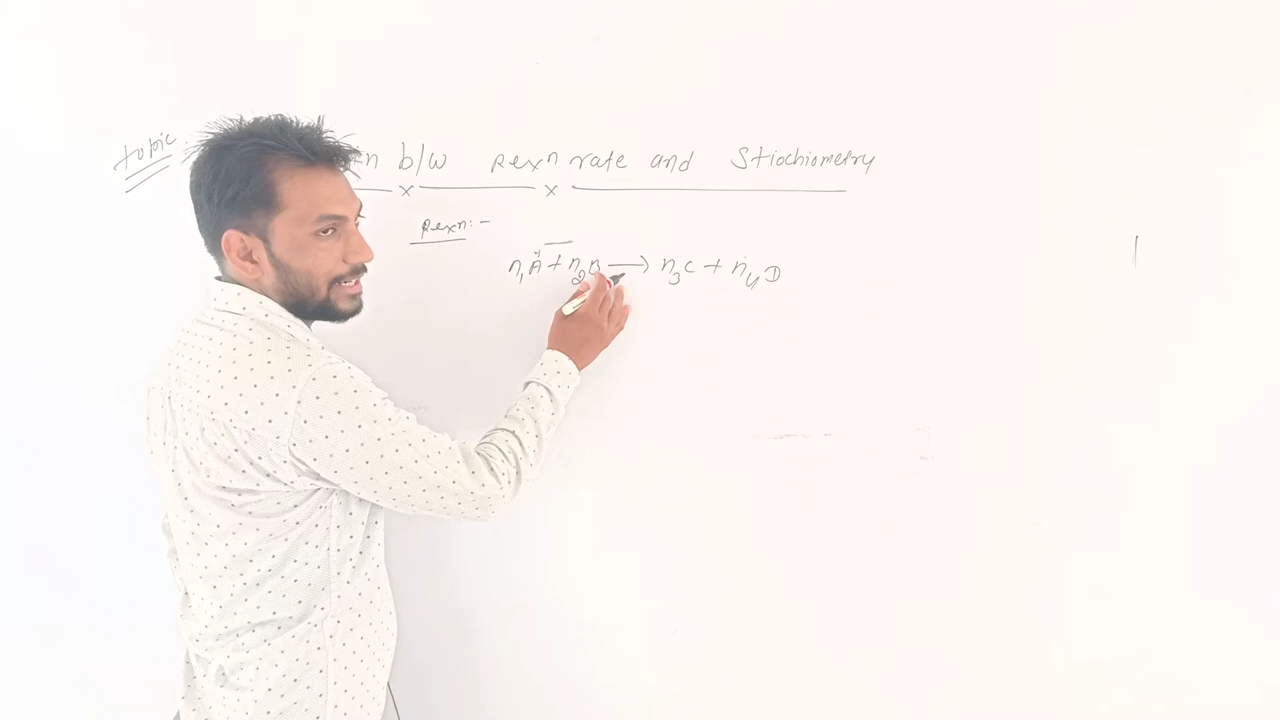 topic
b/w Rexn rate and Stiochiometry
Rexn:-
n₁A + n₂B → n₃C + n₄D